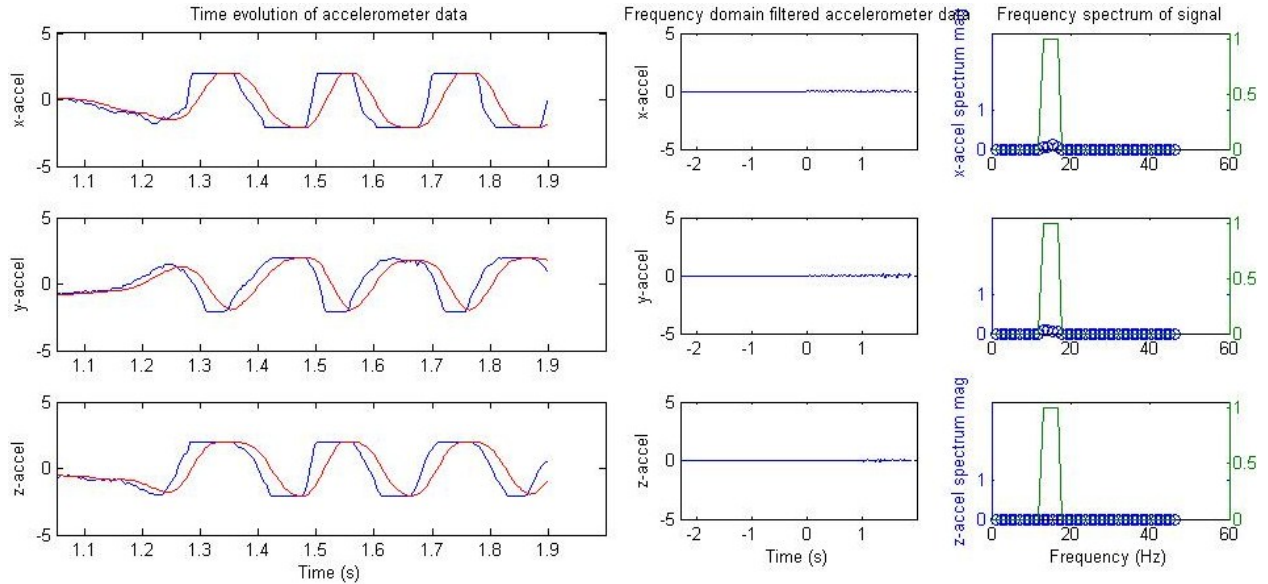 Time evolution of accelerometer data
Frequency domain filtered accelerometer data
Frequency spectrum of signal
5
0
-5
x-accel
1.1 1.2 1.3 1.4 1.5 1.6 1.7 1.8 1.9
5
0
-5
x-accel
-2 -1 0 1
1
0
x-accel spectrum mag
1
0.5
0
0 20 40 60
5
0
-5
y-accel
1.1 1.2 1.3 1.4 1.5 1.6 1.7 1.8 1.9
5
0
-5
y-accel
-2 -1 0 1
1
0
y-accel spectrum mag
1
0.5
0
0 20 40 60
5
0
-5
z-accel
1.1 1.2 1.3 1.4 1.5 1.6 1.7 1.8 1.9
Time (s)
5
0
-5
z-accel
-2 -1 0 1
Time (s)
1
0
z-accel spectrum mag
1
0.5
0
0 20 40 60
Frequency (Hz)